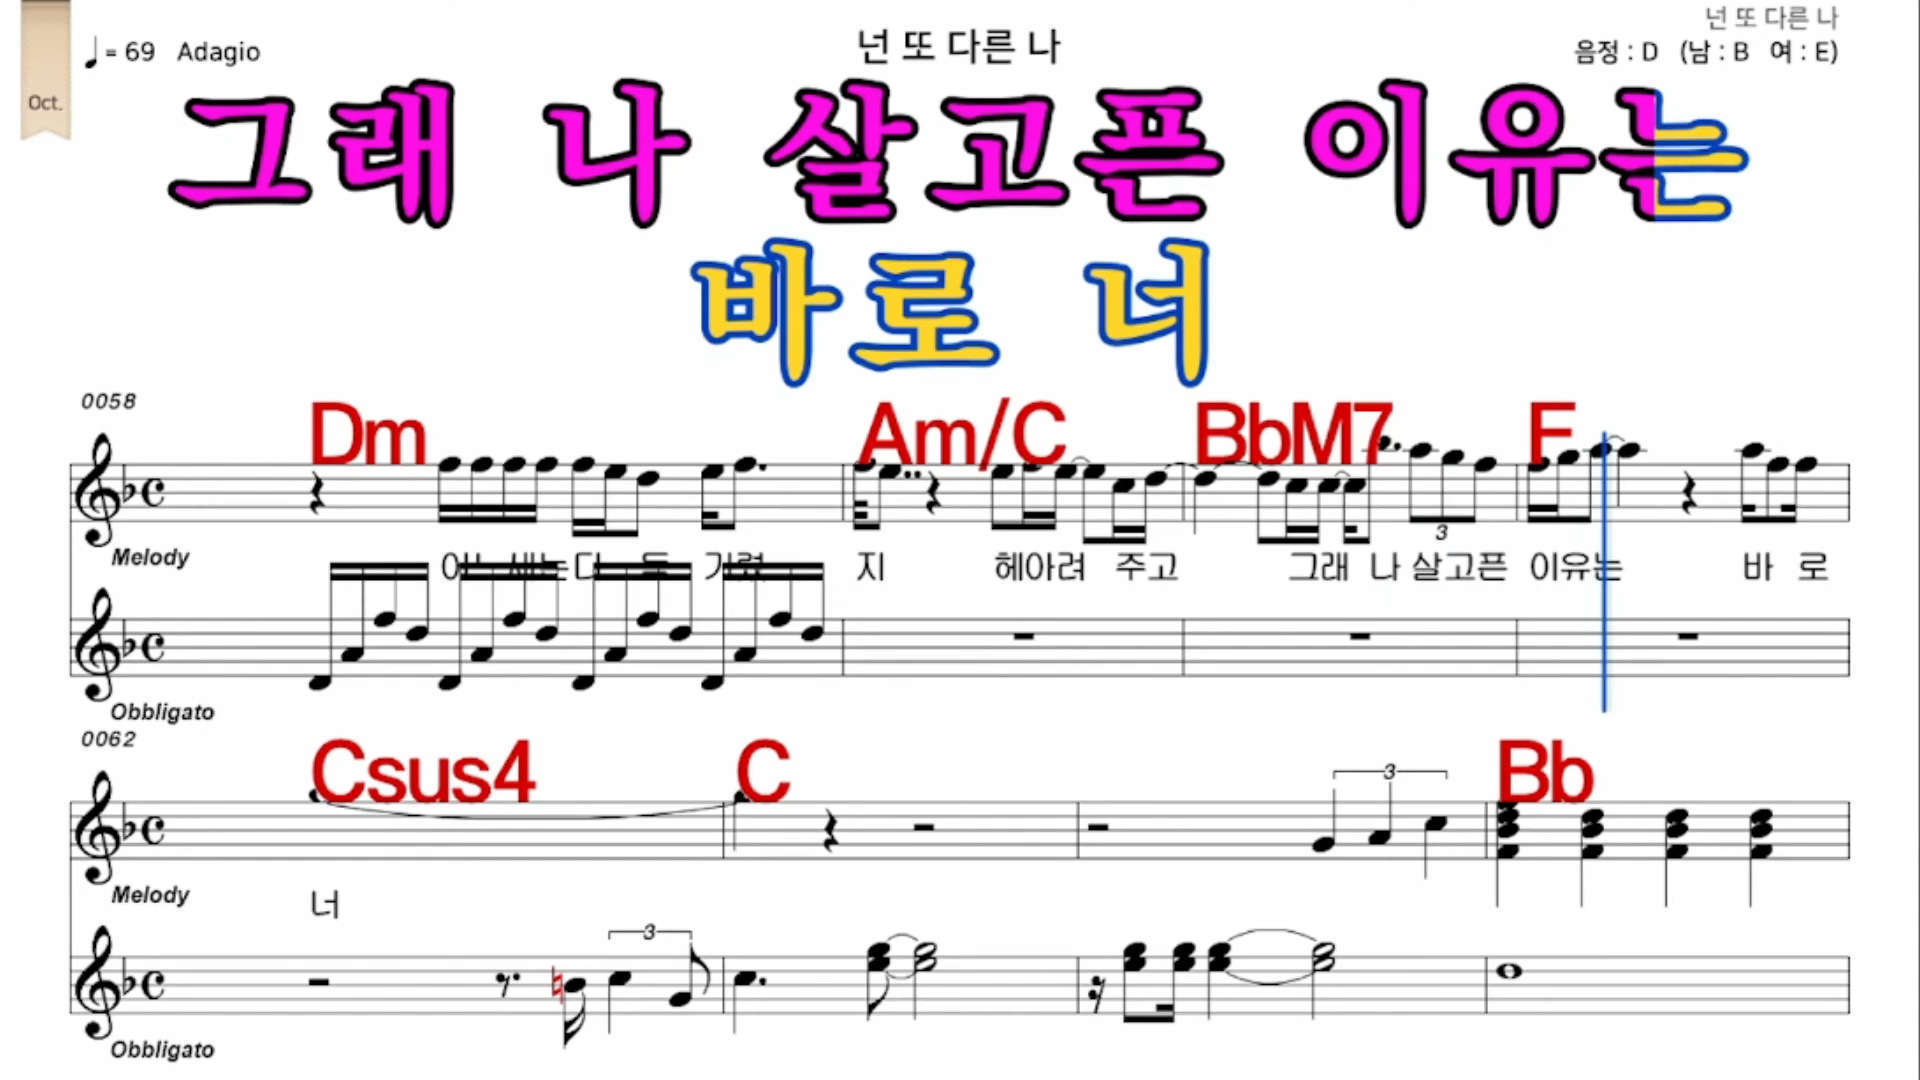 넌 또 다른 나
♩= 69 Adagio
넌 또 다른 나
음정 : D (남 : B 여 : E)
Oct.
그래 나 살고픈 이유는
바로 너
0058
Dm Am/C BbM7 F
3
Melody
지 헤아려 주고 그래 나 살고픈 이유는 바 로
Obbligato
0062
Csus4 C Bb
3
Melody
너
3
Obbligato